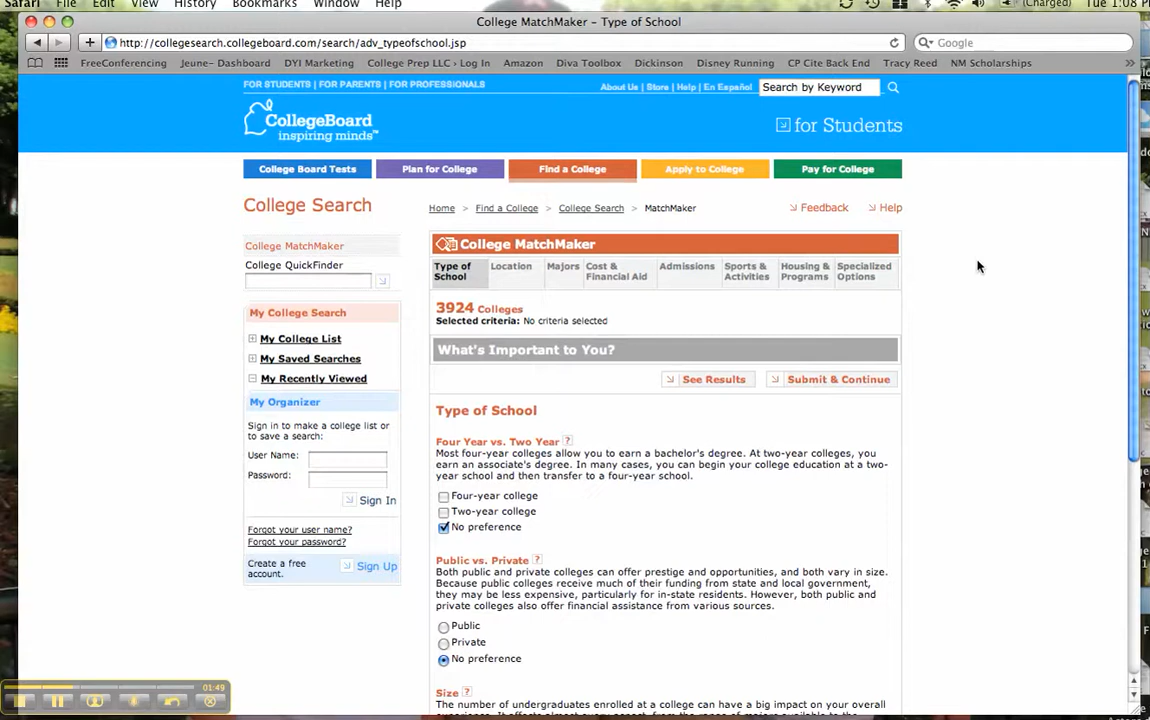 Safari File Edit View History Bookmarks Window Help (Charged) Tue 1:08 P
College MatchMaker – Type of School
http://collegesearch.collegeboard.com/search/adv_typeofschool.jsp
Google
FreeConferencing Jeune- Dashboard DYI Marketing College Prep LLC › Log In Amazon Diva Toolbox Dickinson Disney Running CP Cite Back End Tracy Reed NM Scholarships
FOR STUDENTS | FOR PARENTS | FOR PROFESSIONALS
About Us | Store | Help | En Español
Search by Keyword
CollegeBoard
inspiring minds™
for Students
College Board Tests Plan for College Find a College Apply to College Pay for College
College Search
Home > Find a College > College Search > MatchMaker
Feedback Help
College MatchMaker
College QuickFinder
My College Search
My College List
My Saved Searches
My Recently Viewed
My Organizer
Sign in to make a college list or
to save a search:
User Name:
Password:
Sign In
Forgot your user name?
Forgot your password?
Create a free
account.
Sign Up
College MatchMaker
Type of School
Location
Majors
Cost & Financial Aid
Admissions
Sports & Activities
Housing & Programs
Specialized Options
3924 Colleges
Selected criteria: No criteria selected
What's Important to You?
See Results Submit & Continue
Type of School
Four Year vs. Two Year ?
Most four-year colleges allow you to earn a bachelor's degree. At two-year colleges, you
earn an associate's degree. In many cases, you can begin your college education at a two-
year school and then transfer to a four-year school.
Four-year college
Two-year college
No preference
Public vs. Private ?
Both public and private colleges can offer prestige and opportunities, and both vary in size.
Because public colleges receive much of their funding from state and local government,
they may be less expensive, particularly for in-state residents. However, both public and
private colleges also offer financial assistance from various sources.
Public
Private
No preference
Size ?
The number of undergraduates enrolled at a college can have a big impact on your overall
01:49